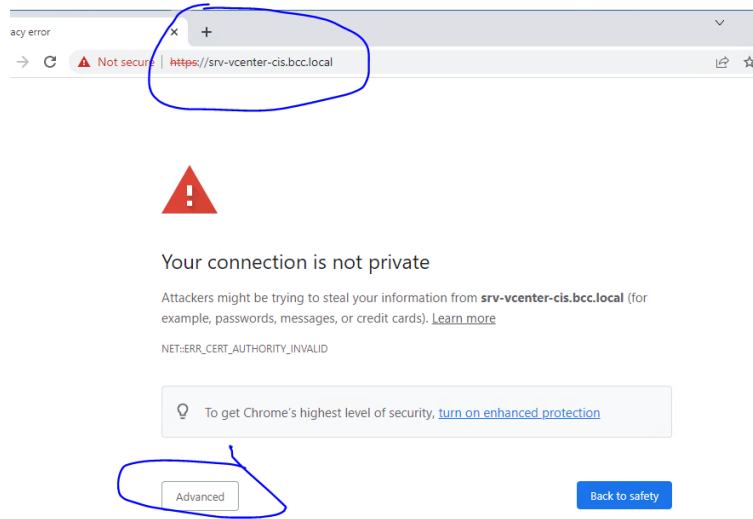 acy error
Not secure https://srv-vcenter-cis.bcc.local
Your connection is not private
Attackers might be trying to steal your information from srv-vcenter-cis.bcc.local (for
example, passwords, messages, or credit cards). Learn more
NET::ERR_CERT_AUTHORITY_INVALID
To get Chrome's highest level of security, turn on enhanced protection
Advanced
Back to safety